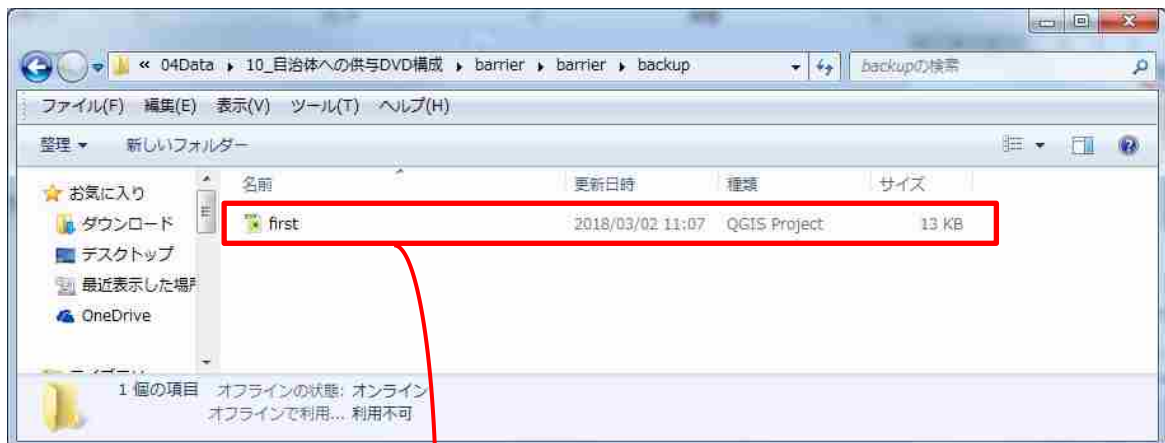 « 04Data ▸ 10_自治体への供与DVD構成 ▸ barrier ▸ barrier ▸ backup
backupの検索
ファイル(F) 編集(E) 表示(V) ツール(T) ヘルプ(H)
整理 新しいフォルダー
お気に入り
ダウンロード
デスクトップ
最近表示した場所
OneDrive
名前 更新日時 種類 サイズ
first 2018/03/02 11:07 QGIS Project 13 KB
1 個の項目 オフラインの状態: オンライン
オフラインで利用... 利用不可